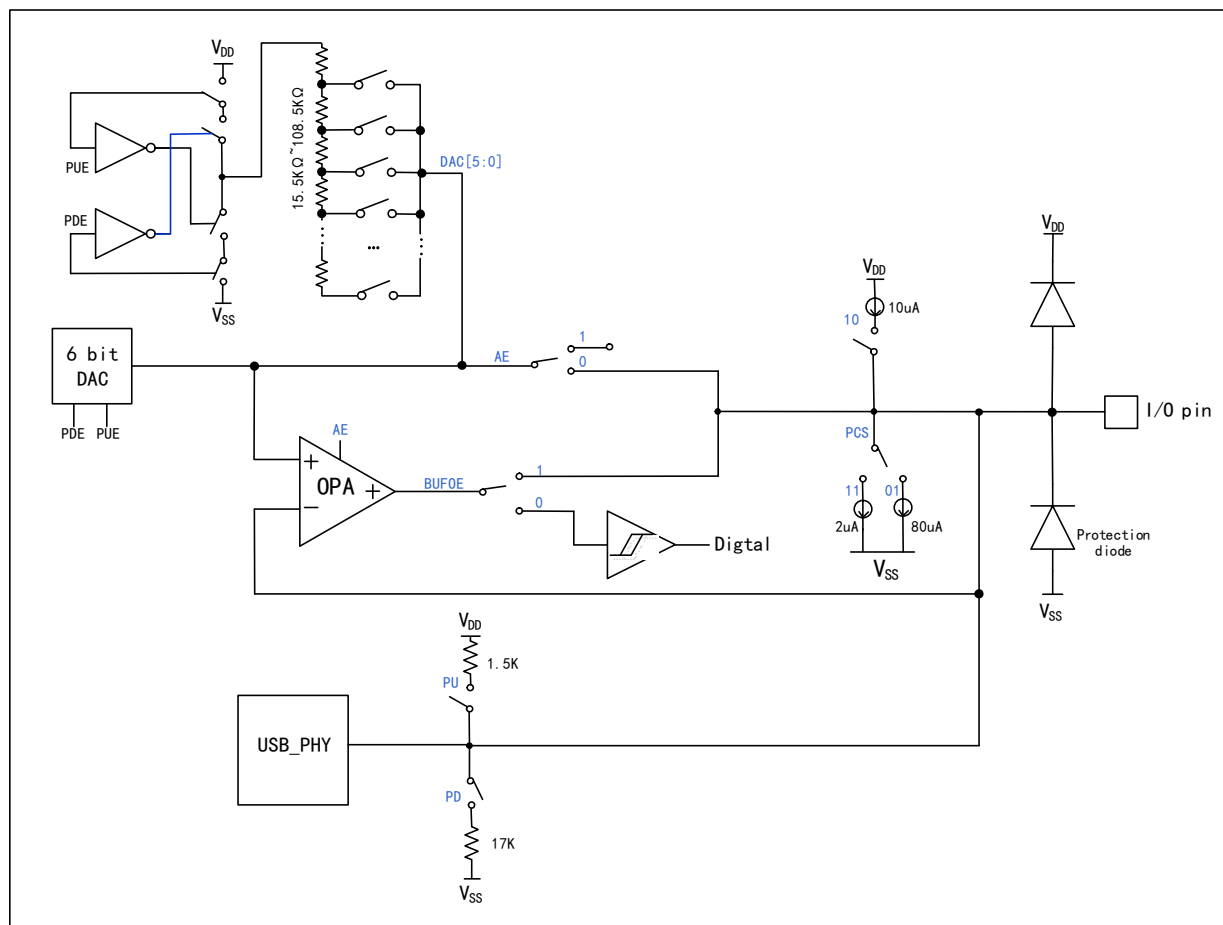 VDD
PUE
PDE
VSS
15.5KΩ~108.5KΩ
DAC[5:0]
...
6 bit
DAC
PDE
PUE
AE
1
0
AE
+
OPA
+
−
BUFOE
1
0
Digtal
VDD
10uA
10
PCS
11
01
2uA
80uA
VSS
VDD
I/O pin
Protection
diode
VSS
VDD
1.5K
PU
USB_PHY
PD
17K
VSS